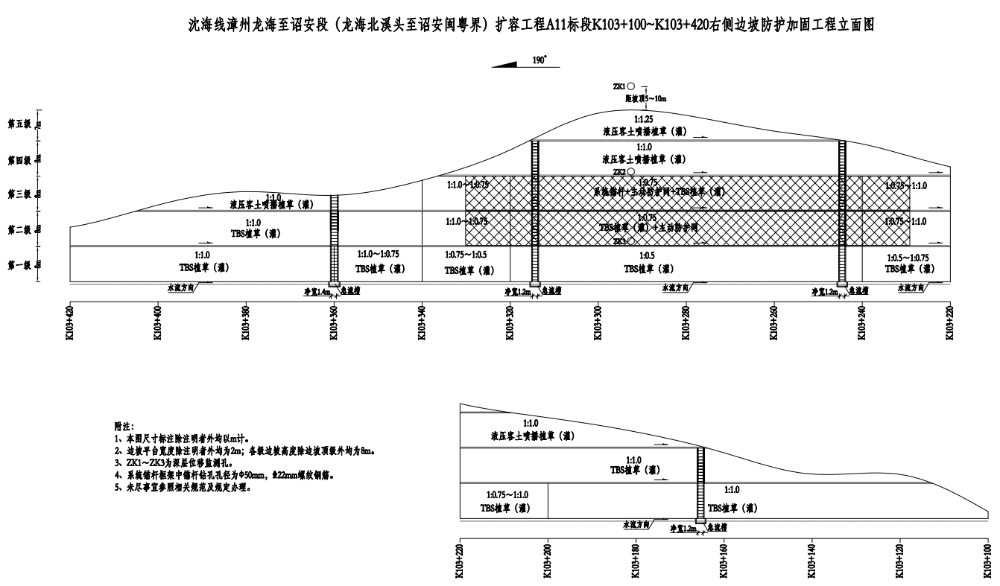 沈海线漳州龙海至诏安段（龙海北溪头至诏安闽粤界）扩容工程A11标段K103+100~K103+420右侧边坡防护加固工程立面图
190°
ZK1
距坡顶5～10m
第五级 7m
1:1.25
液压客土喷播植草（灌）
第四级 8m
1:1.0
液压客土喷播植草（灌）
ZK2
第三级 8m
1:1.0
液压客土喷播植草（灌）
1:1.0～1:0.75
1:0.75
系统锚杆+主动防护网+TBS植草（灌）
1:0.75～1:1.0
第二级 8m
1:1.0
TBS植草（灌）
1:1.0～1:0.75
1:0.75
TBS植草（灌）+主动防护网
1:0.75～1:1.0
ZK3
第一级 8m
1:1.0
TBS植草（灌）
1:1.0～1:0.75
TBS植草（灌）
1:0.75～1:0.5
TBS植草（灌）
1:0.5
TBS植草（灌）
1:0.5～1:0.75
TBS植草（灌）
水流方向 净宽1.4m 急流槽 净宽1.2m 急流槽 水流方向 净宽1.2m 急流槽 水流方向
K103+420 K103+400 K103+380 K103+360 K103+340 K103+320 K103+300 K103+280 K103+260 K103+240 K103+220
附注：
1、本图尺寸标注除注明者外均以m计。
2、边坡平台宽度除注明者外均为2m；各级边坡高度除边坡顶级外均为8m。
3、ZK1～ZK3为深层位移监测孔。
4、系统锚杆框架中锚杆钻孔孔径为Φ50mm，Φ22mm螺纹钢筋。
5、未尽事宜参照相关规范及规定办理。
1:1.0
液压客土喷播植草（灌）
1:1.0
TBS植草（灌）
1:0.75～1:1.0
TBS植草（灌）
1:1.0
TBS植草（灌）
水流方向 净宽1.2m 急流槽
K103+220 K103+200 K103+180 K103+160 K103+140 K103+120 K103+100